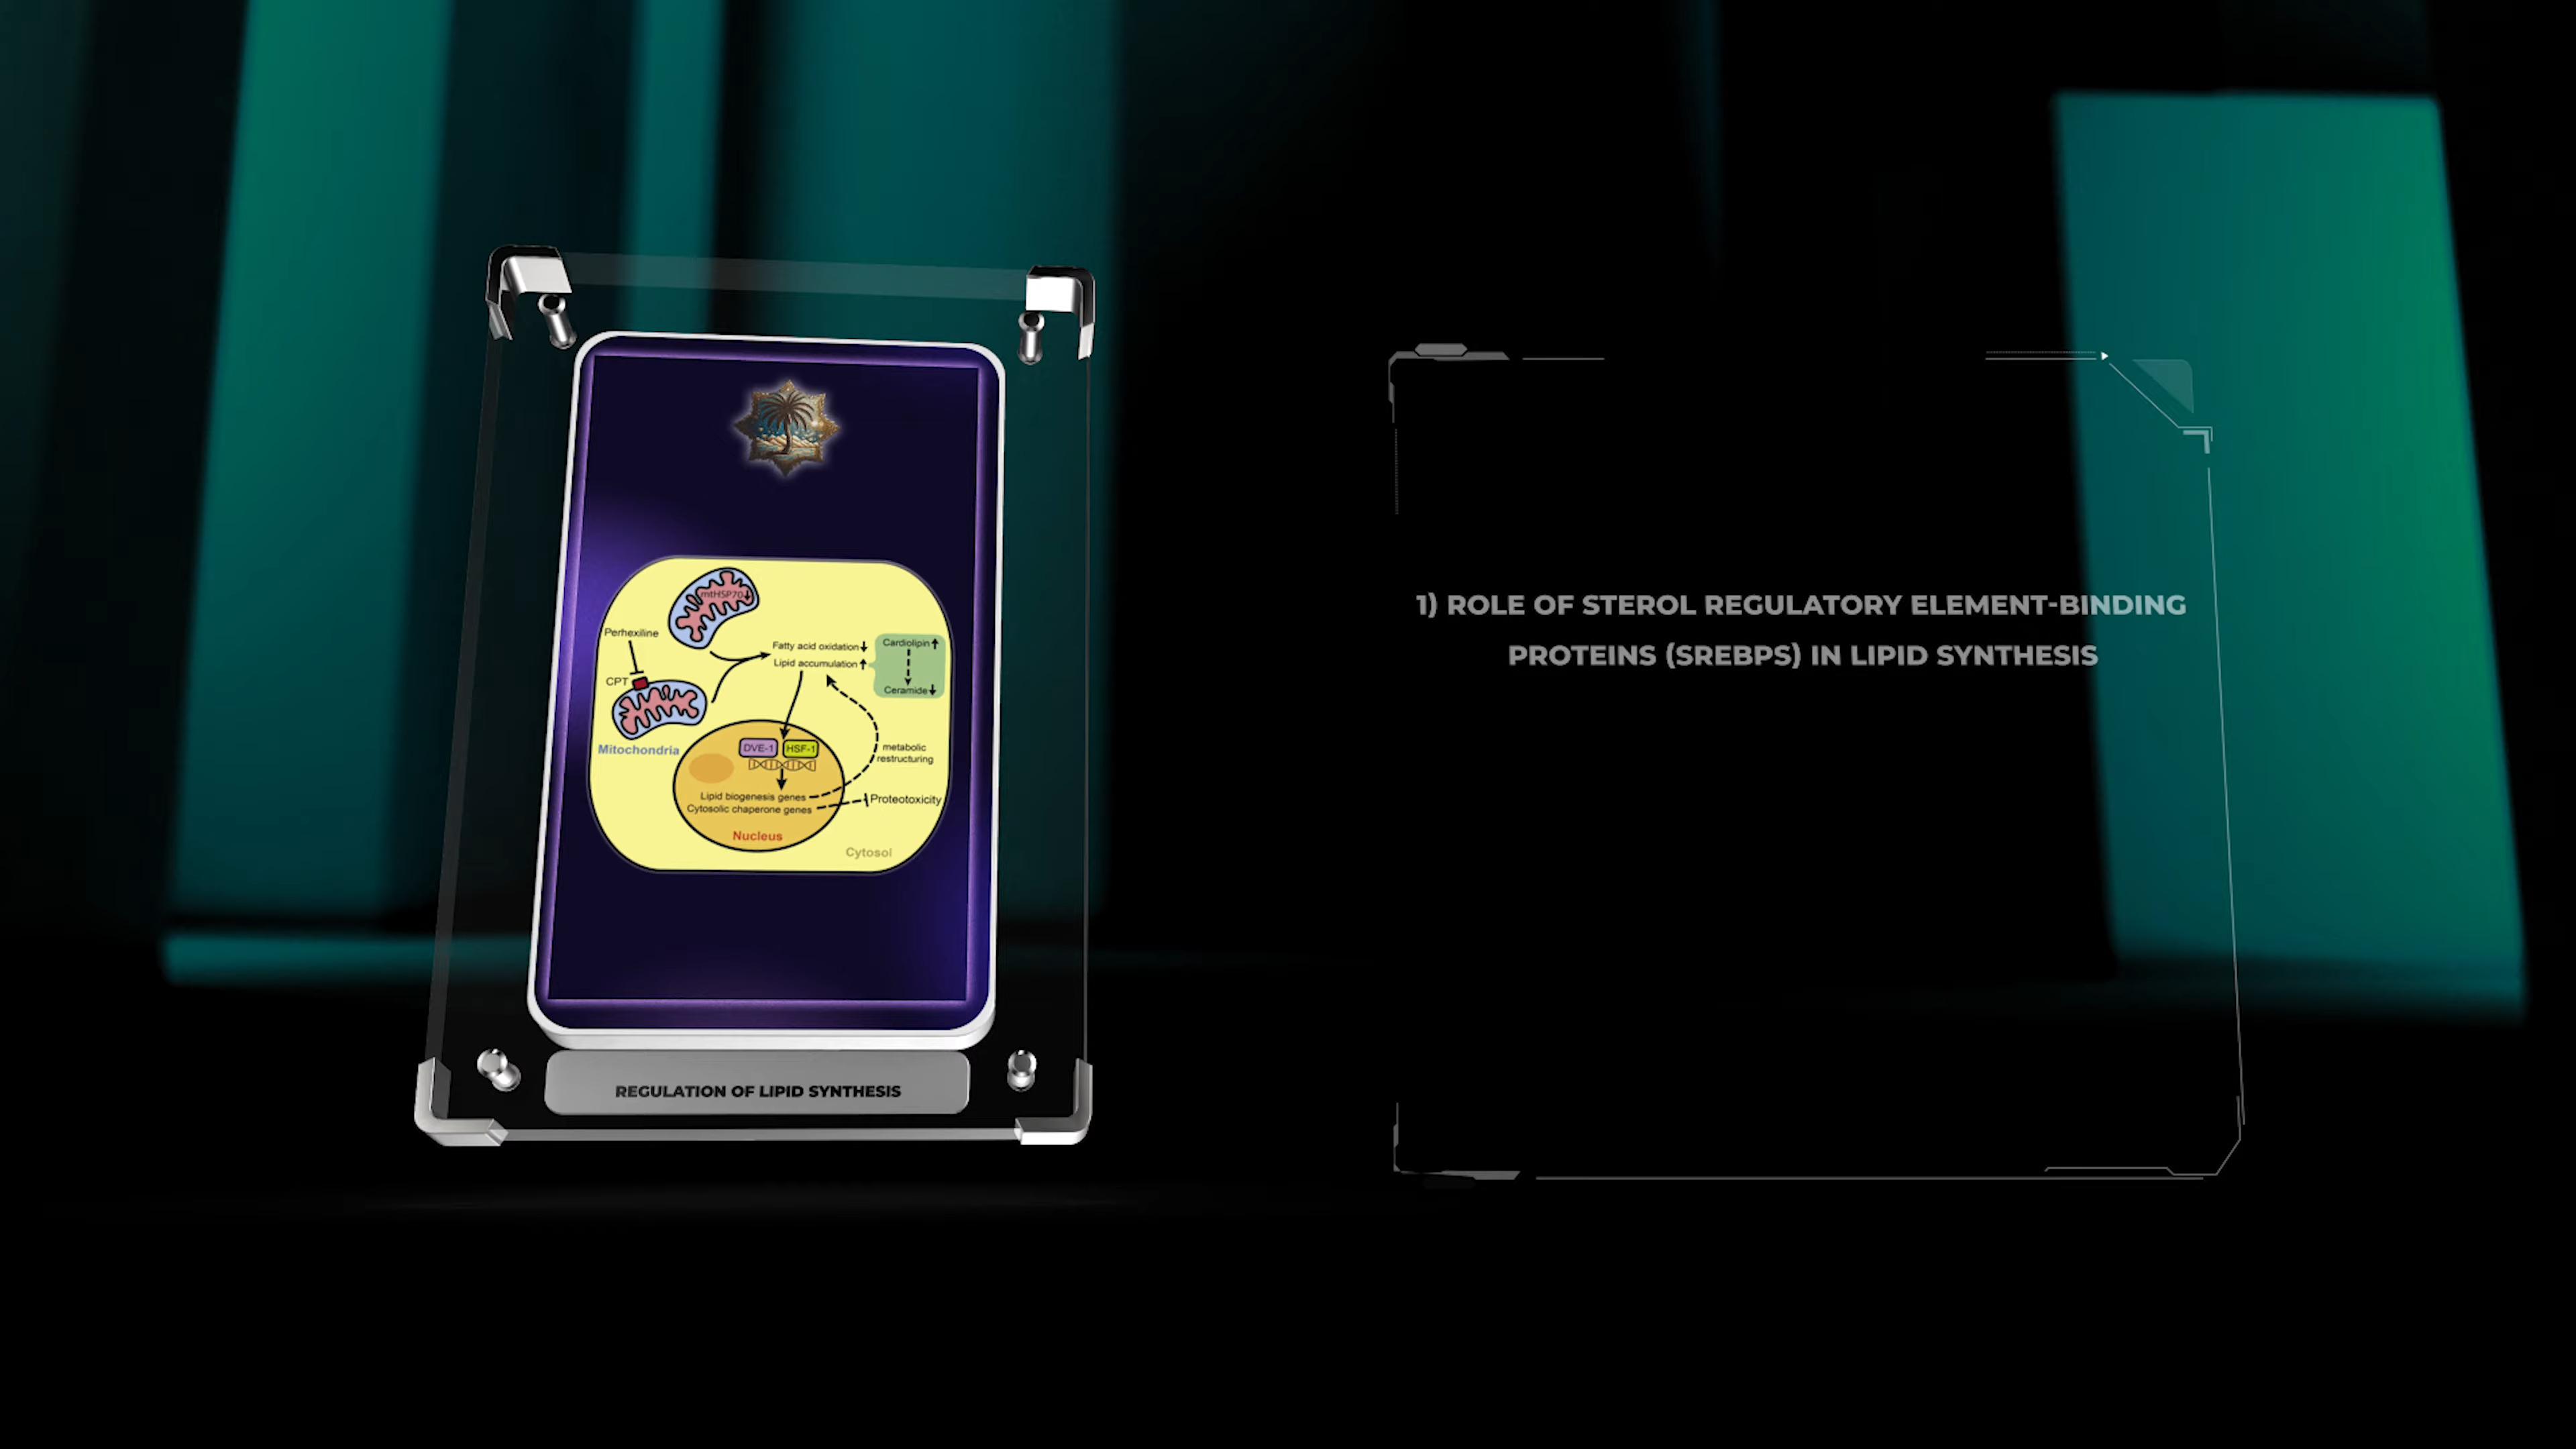 mtHSP70
Perhexiline
Fatty acid oxidation
Lipid accumulation
Cardiolipin
Ceramide
CPT
Mitochondria
DVE-1
HSF-1
metabolic
restructuring
Lipid biogenesis genes
Cytosolic chaperone genes
Proteotoxicity
Nucleus
Cytosol
REGULATION OF LIPID SYNTHESIS
1) ROLE OF STEROL REGULATORY ELEMENT-BINDING
PROTEINS (SREBPS) IN LIPID SYNTHESIS